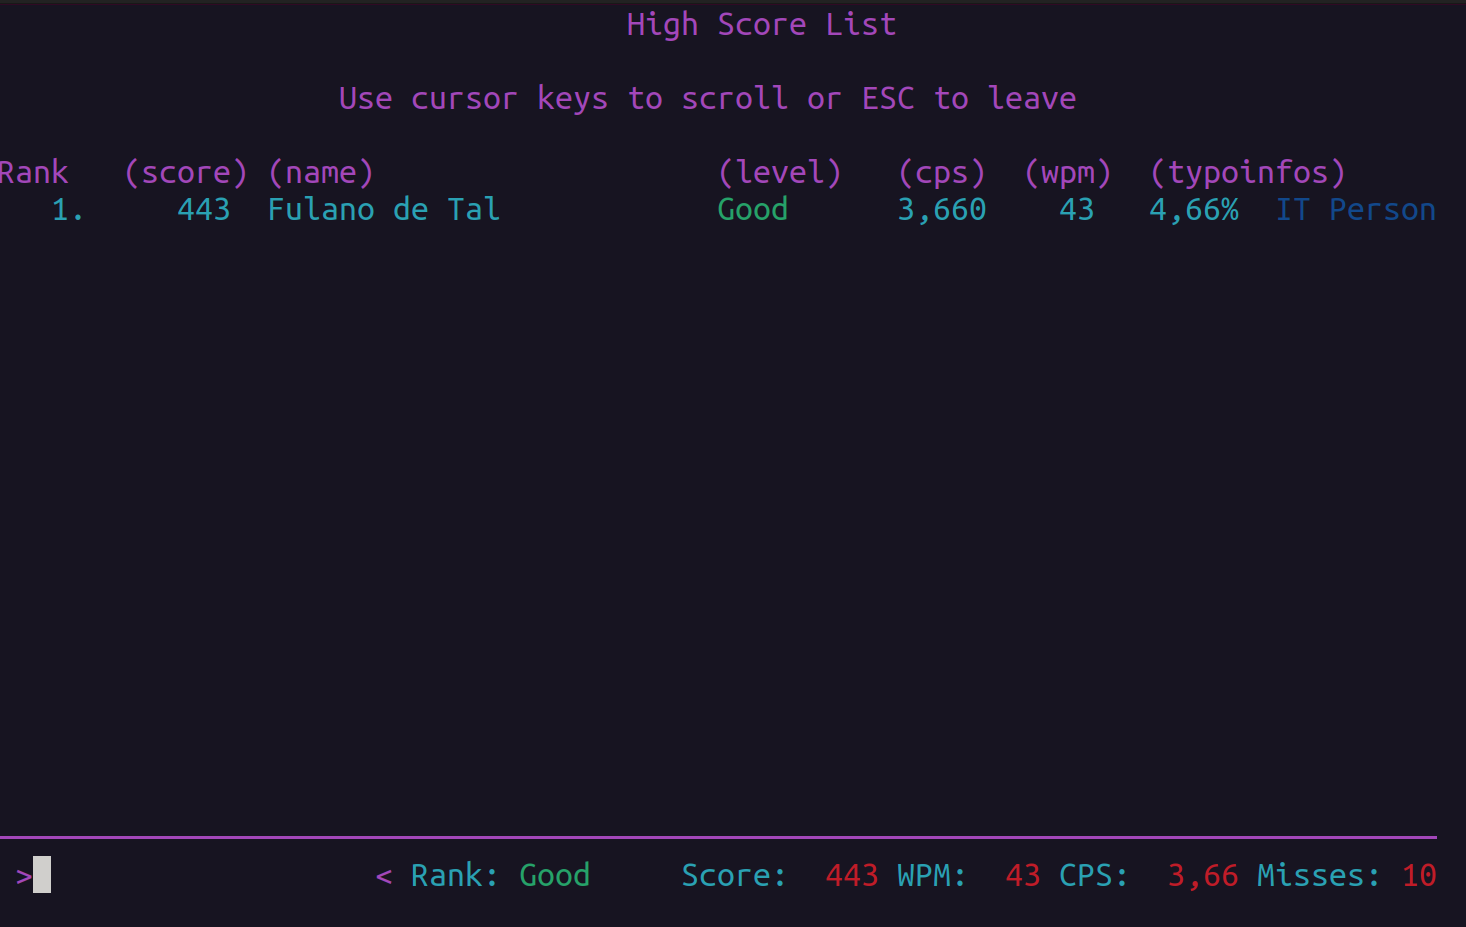 High Score List
Use cursor keys to scroll or ESC to leave
Rank (score) (name) (level) (cps) (wpm) (typoinfos)
1. 443 Fulano de Tal Good 3,660 43 4,66% IT Person
> < Rank: Good Score: 443 WPM: 43 CPS: 3,66 Misses: 10